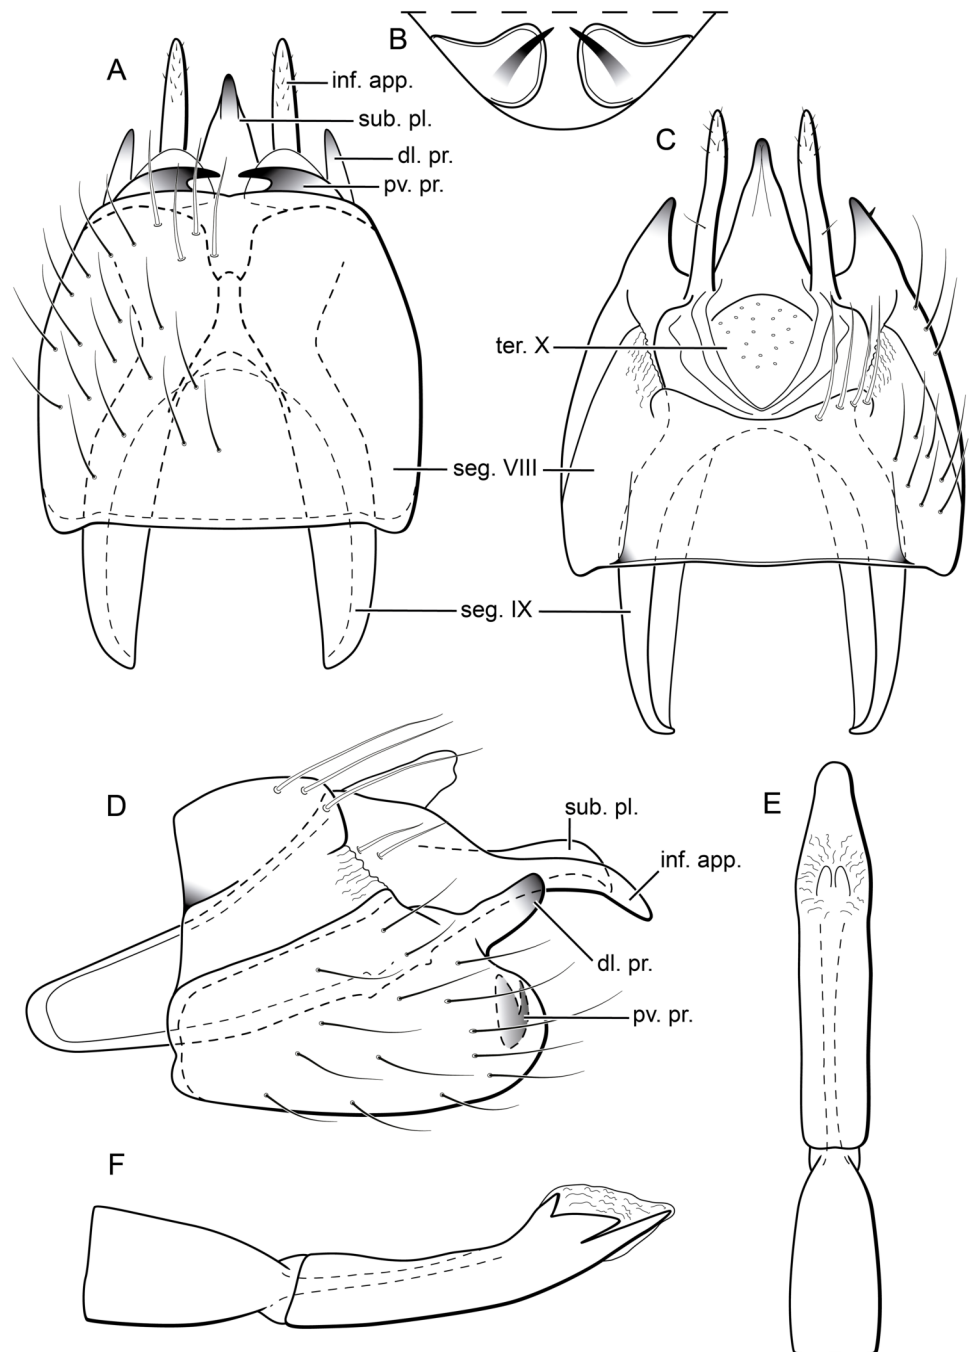 A
B
C
inf. app.
sub. pl.
dl. pr.
pv. pr.
ter. X
seg. VIII
seg. IX
D
E
sub. pl.
inf. app.
dl. pr.
pv. pr.
F